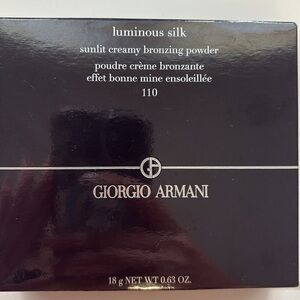 luminous silk
sunlit creamy bronzing powder
poudre crème bronzante
effet bonne mine ensoleillée
110
GIORGIO ARMANI
18 g NET WT 0.63 OZ.